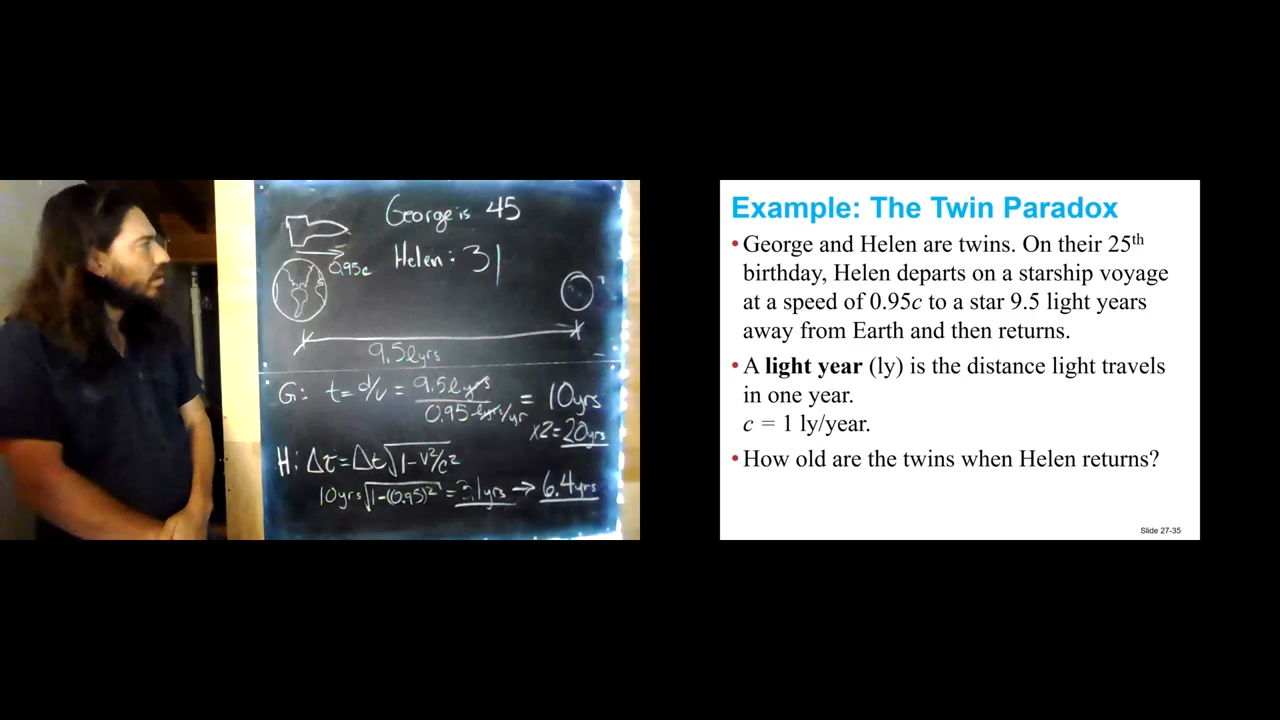 George is 45
Helen: 31
0.95c
9.5lyrs
G: t = d/v = 9.5lyrs / 0.95 lyrs/yr = 10yrs
x2=20yrs
H: Δτ=Δt√1-v²/c²
10yrs√1-(0.95)² = 3.1yrs → 6.4yrs
Example: The Twin Paradox
•George and Helen are twins. On their 25th
birthday, Helen departs on a starship voyage
at a speed of 0.95c to a star 9.5 light years
away from Earth and then returns.
•A light year (ly) is the distance light travels
in one year.
c = 1 ly/year.
•How old are the twins when Helen returns?
Slide 27-35